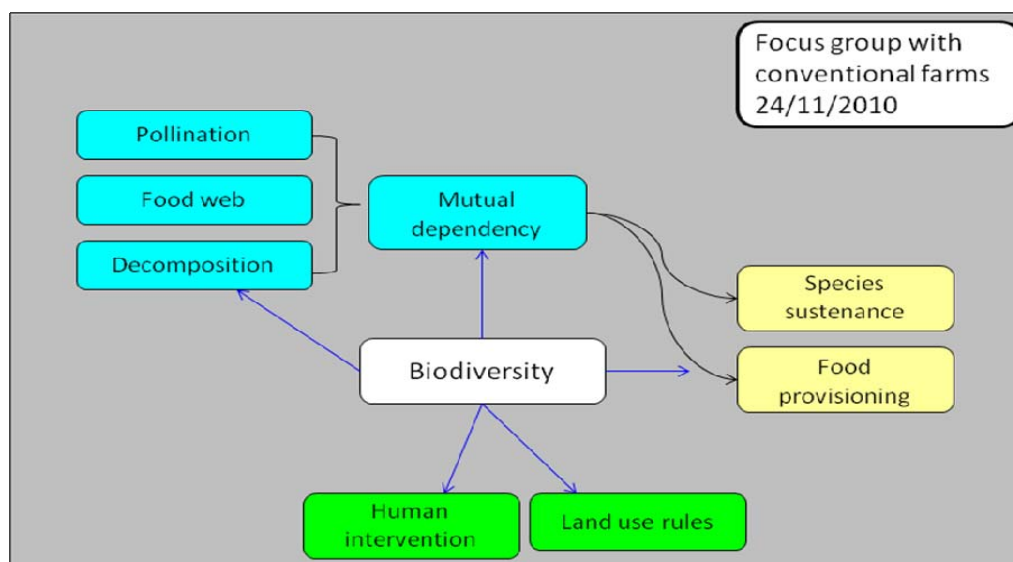 Focus group with
conventional farms
24/11/2010
Pollination
Food web
Decomposition
Mutual
dependency
Species
sustenance
Food
provisioning
Biodiversity
Human
intervention
Land use rules